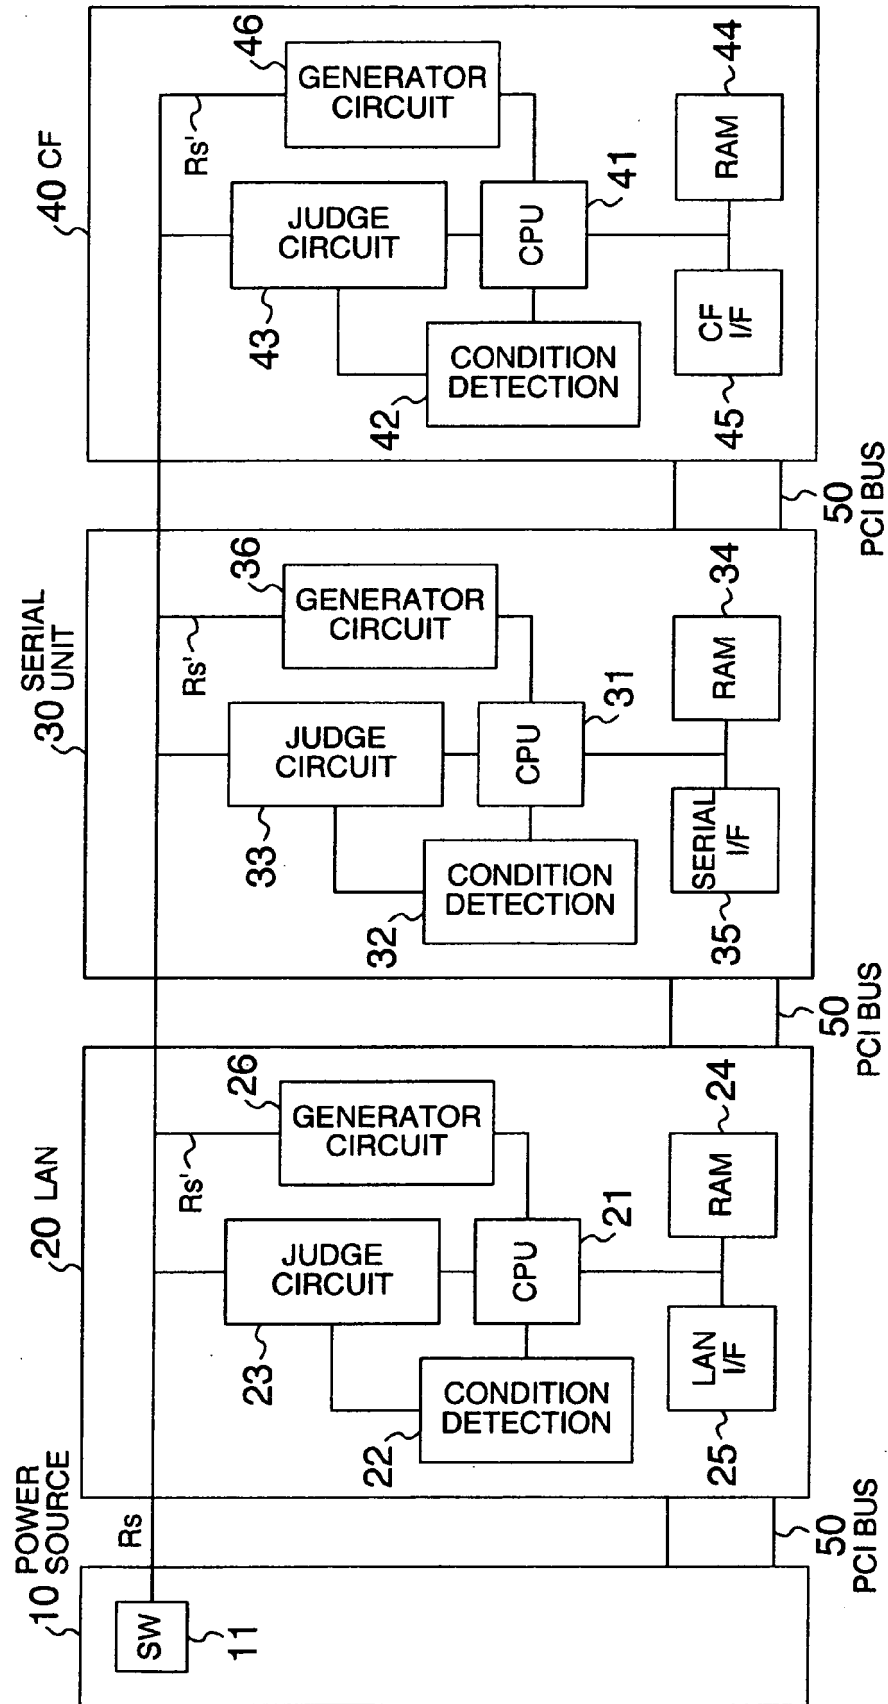 10 POWER
SOURCE
SW
11
Rs
50
PCI BUS
20 LAN
Rs'
26
GENERATOR
CIRCUIT
JUDGE
CIRCUIT
23
CPU
21
CONDITION
DETECTION
22
RAM
24
LAN
I/F
25
50
PCI BUS
30 SERIAL
UNIT
Rs'
36
GENERATOR
CIRCUIT
JUDGE
CIRCUIT
33
CPU
31
CONDITION
DETECTION
32
RAM
34
SERIAL
I/F
35
50
PCI BUS
40 CF
Rs'
46
GENERATOR
CIRCUIT
JUDGE
CIRCUIT
43
CPU
41
CONDITION
DETECTION
42
RAM
44
CF
I/F
45